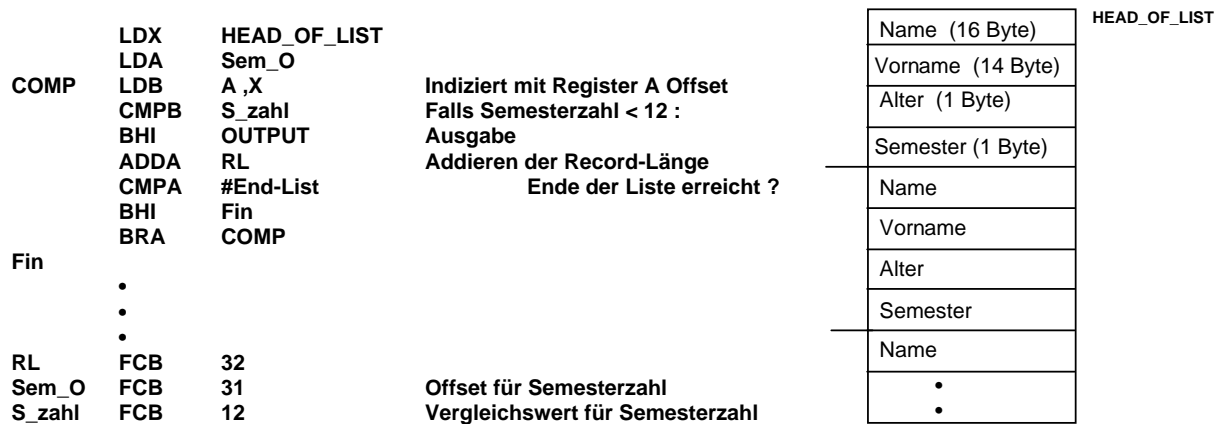 LDX HEAD_OF_LIST
LDA Sem_O
COMP LDB A ,X Indiziert mit Register A Offset
CMPB S_zahl Falls Semesterzahl < 12 :
BHI OUTPUT Ausgabe
ADDA RL Addieren der Record-Länge
CMPA #End-List Ende der Liste erreicht ?
BHI Fin
BRA COMP
Fin
•
•
•
RL FCB 32
Sem_O FCB 31 Offset für Semesterzahl
S_zahl FCB 12 Vergleichswert für Semesterzahl
HEAD_OF_LIST
Name (16 Byte)
Vorname (14 Byte)
Alter (1 Byte)
Semester (1 Byte)
Name
Vorname
Alter
Semester
Name
•
•